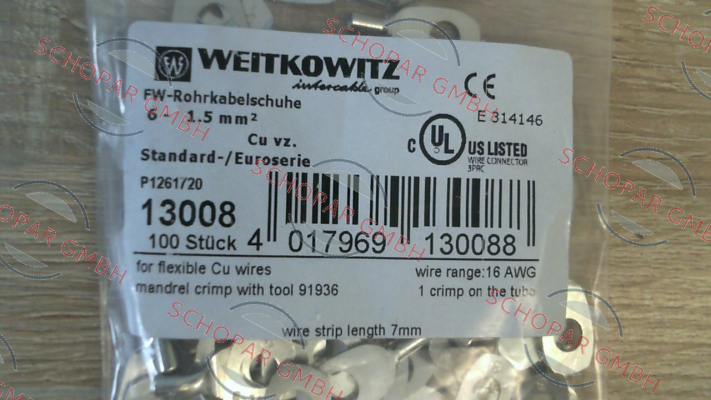 WEITKOWITZ
intercable group
FW-Rohrkabelschuhe
6 - 1.5 mm²
Cu vz.
Standard-/Euroserie
P1261720
13008
100 Stück
4 017969 130088
CE
E 314146
C UL US LISTED
WIRE CONNECTOR
for flexible Cu wires
mandrel crimp with tool 91936
wire range:16 AWG
1 crimp on the tube
wire strip length 7mm
SCHOPAR GMBH
SCHOPAR GMBH
SCHOPAR GMBH
SCHOPAR GMBH
SCHOPAR GMBH
SCHOPAR GMBH